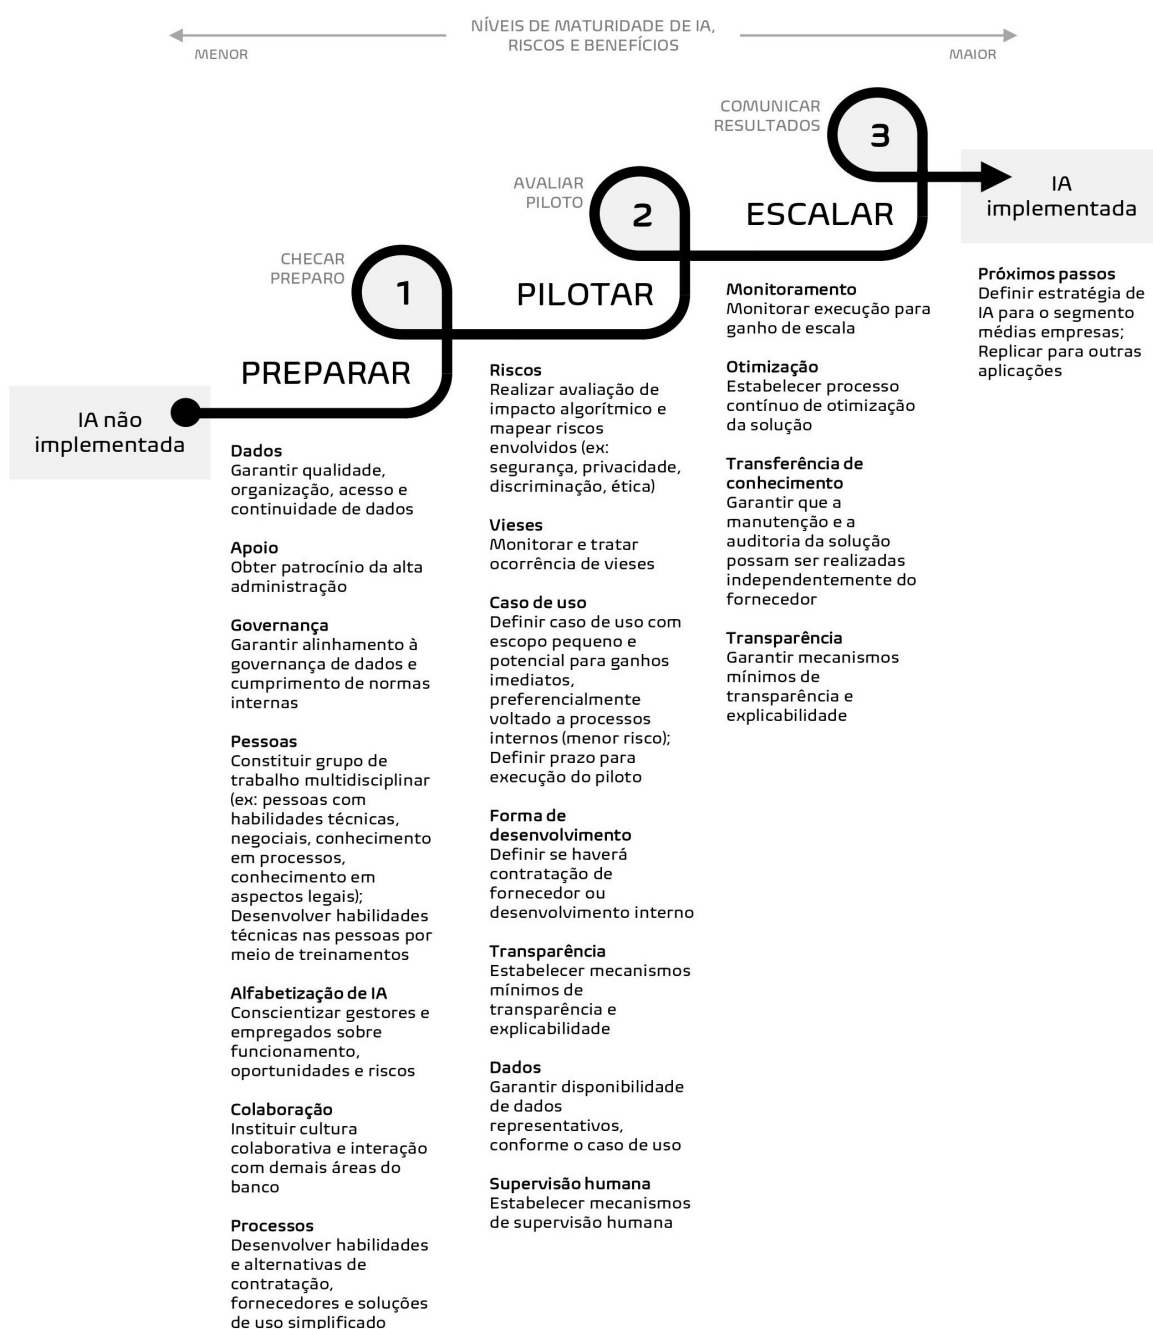 NÍVEIS DE MATURIDADE DE IA,
RISCOS E BENEFÍCIOS
MENOR
MAIOR
COMUNICAR
RESULTADOS
3
AVALIAR
PILOTO
2
ESCALAR
IA
implementada
CHECAR
PREPARO
1
PILOTAR
PREPARAR
IA não
implementada
Dados
Garantir qualidade,
organização, acesso e
continuidade de dados
Apoio
Obter patrocínio da alta
administração
Governança
Garantir alinhamento à
governança de dados e
cumprimento de normas
internas
Pessoas
Constituir grupo de
trabalho multidisciplinar
(ex: pessoas com
habilidades técnicas,
negociais, conhecimento
em processos,
conhecimento em
aspectos legais);
Desenvolver habilidades
técnicas nas pessoas por
meio de treinamentos
Alfabetização de IA
Conscientizar gestores e
empregados sobre
funcionamento,
oportunidades e riscos
Colaboração
Instituir cultura
colaborativa e interação
com demais áreas do
banco
Processos
Desenvolver habilidades
e alternativas de
contratação,
fornecedores e soluções
de uso simplificado
Riscos
Realizar avaliação de
impacto algorítmico e
mapear riscos
envolvidos (ex:
segurança, privacidade,
discriminação, ética)
Vieses
Monitorar e tratar
ocorrência de vieses
Caso de uso
Definir caso de uso com
escopo pequeno e
potencial para ganhos
imediatos,
preferencialmente
voltado a processos
internos (menor risco);
Definir prazo para
execução do piloto
Forma de
desenvolvimento
Definir se haverá
contratação de
fornecedor ou
desenvolvimento interno
Transparência
Estabelecer mecanismos
mínimos de
transparência e
explicabilidade
Dados
Garantir disponibilidade
de dados
representativos,
conforme o caso de uso
Supervisão humana
Estabelecer mecanismos
de supervisão humana
Monitoramento
Monitorar execução para
ganho de escala
Otimização
Estabelecer processo
contínuo de otimização
da solução
Transferência de
conhecimento
Garantir que a
manutenção e a
auditoria da solução
possam ser realizadas
independentemente do
fornecedor
Transparência
Garantir mecanismos
mínimos de
transparência e
explicabilidade
Próximos passos
Definir estratégia de
IA para o segmento
médias empresas;
Replicar para outras
aplicações